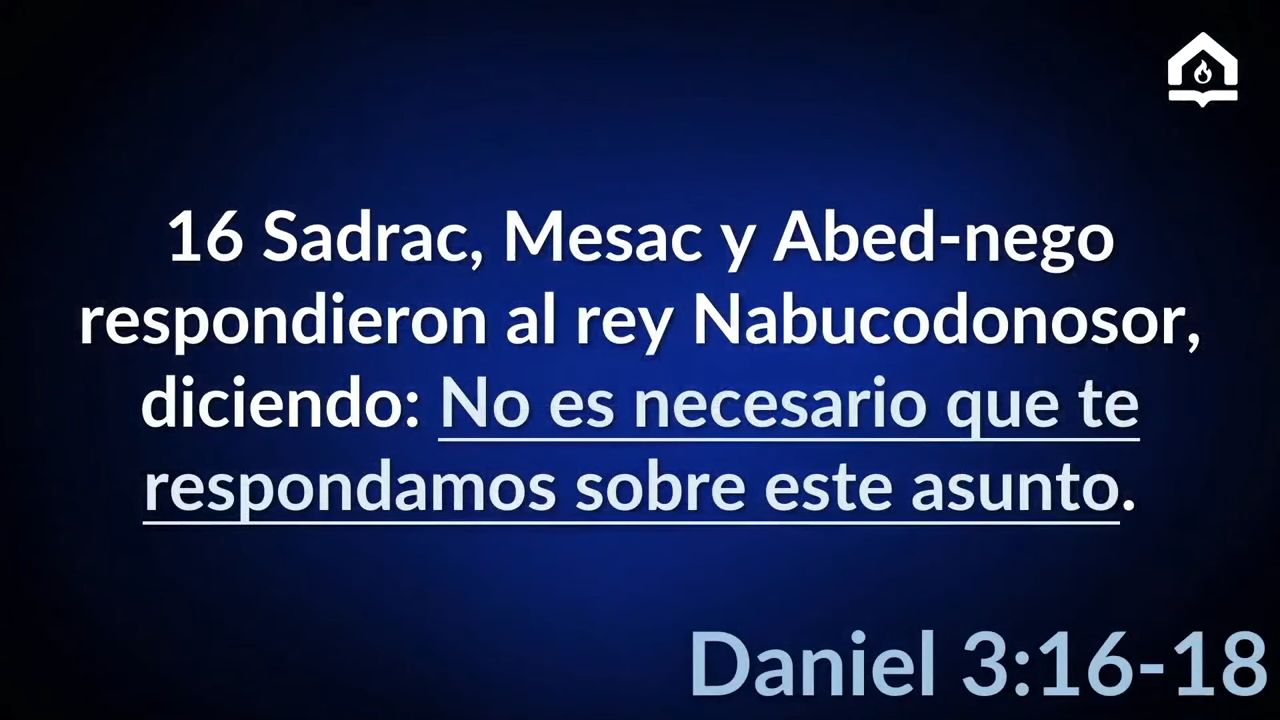 16 Sadrac, Mesac y Abed-nego
respondieron al rey Nabucodonosor,
diciendo: No es necesario que te
respondamos sobre este asunto.
Daniel 3:16-18